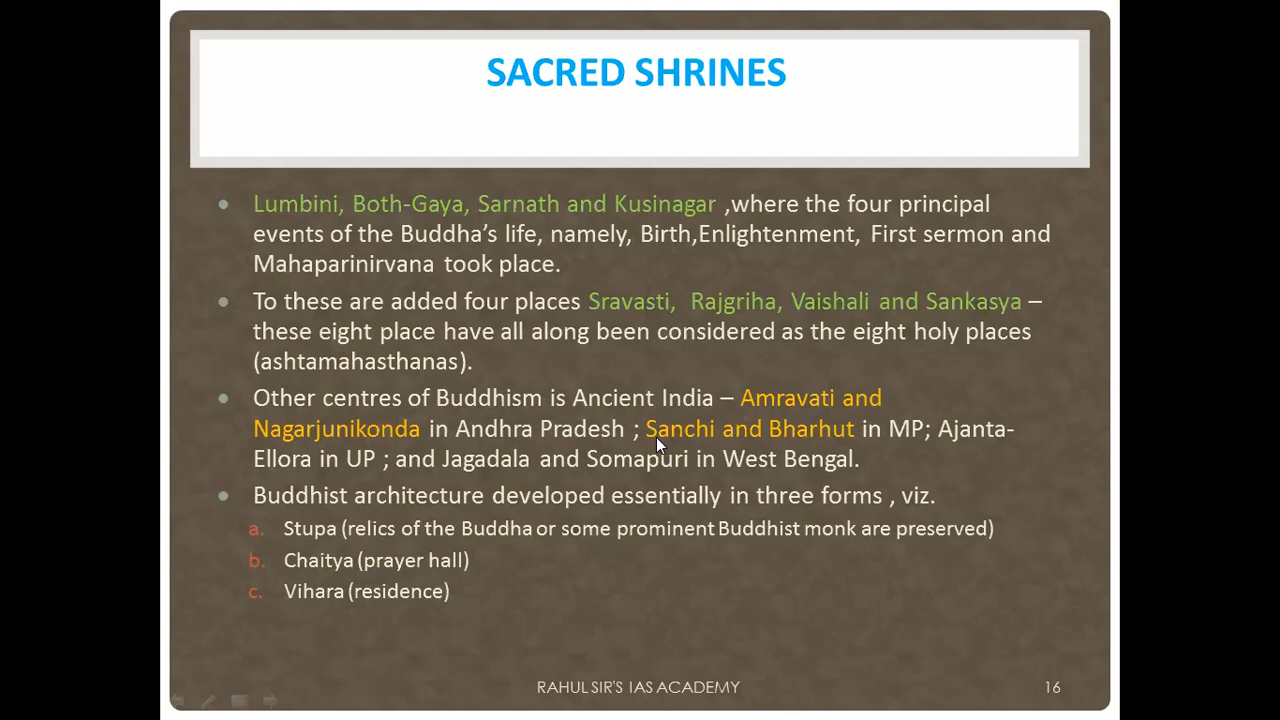 SACRED SHRINES
Lumbini, Both-Gaya, Sarnath and Kusinagar ,where the four principal
events of the Buddha's life, namely, Birth,Enlightenment, First sermon and
Mahaparinirvana took place.
To these are added four places Sravasti, Rajgriha, Vaishali and Sankasya –
these eight place have all along been considered as the eight holy places
(ashtamahasthanas).
Other centres of Buddhism is Ancient India – Amravati and
Nagarjunikonda in Andhra Pradesh ; Sanchi and Bharhut in MP; Ajanta-
Ellora in UP ; and Jagadala and Somapuri in West Bengal.
Buddhist architecture developed essentially in three forms , viz.
a. Stupa (relics of the Buddha or some prominent Buddhist monk are preserved)
b. Chaitya (prayer hall)
c. Vihara (residence)
RAHUL SIR'S IAS ACADEMY 16